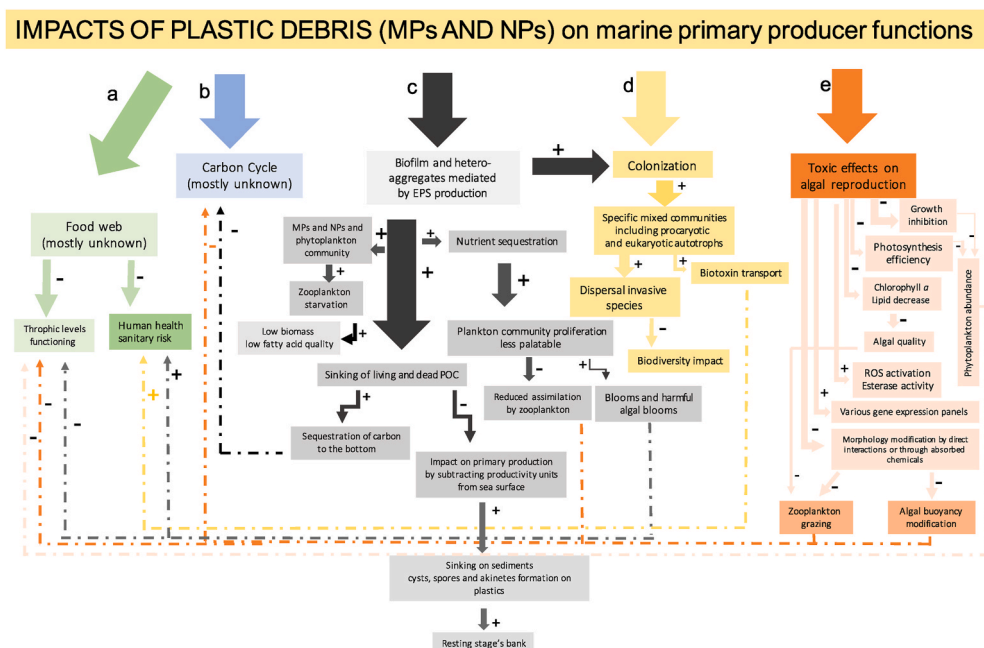 IMPACTS OF PLASTIC DEBRIS (MPs AND NPs) on marine primary producer functions
a
b
c
d
e
Carbon Cycle
(mostly unknown)
Biofilm and hetero-
aggregates mediated
by EPS production
+
Colonization
Toxic effects on
algal reproduction
Food web
(mostly unknown)
-
-
Throphic levels
functioning
Human health
sanitary risk
-
-
MPs and NPs and
phytoplankton
community
+
+
+
+
Zooplankton
starvation
+
Low biomass
low fatty acid quality
Nutrient sequestration
+
Plankton community proliferation
less palatable
-
+
Reduced assimilation
by zooplankton
Blooms and harmful
algal blooms
Sinking of living and dead POC
+
-
Sequestration of carbon
to the bottom
Impact on primary production
by subtracting productivity units
from sea surface
+
Sinking on sediments
cysts, spores and akinetes formation on
plastics
+
Resting stage's bank
+
Specific mixed communities
including procaryotic
and eukaryotic autotrophs
+
+
Biotoxin transport
Dispersal invasive
species
-
Biodiversity impact
-
Growth
inhibition
-
-
-
Photosynthesis
efficiency
-
Chlorophyll a
Lipid decrease
-
Algal quality
Phytoplankton abundance
+
ROS activation
Esterase activity
+
Various gene expression panels
-
Morphology modification by direct
interactions or through absorbed
chemicals
-
-
-
Zooplankton
grazing
Algal buoyancy
modification
-
-
-
+
+